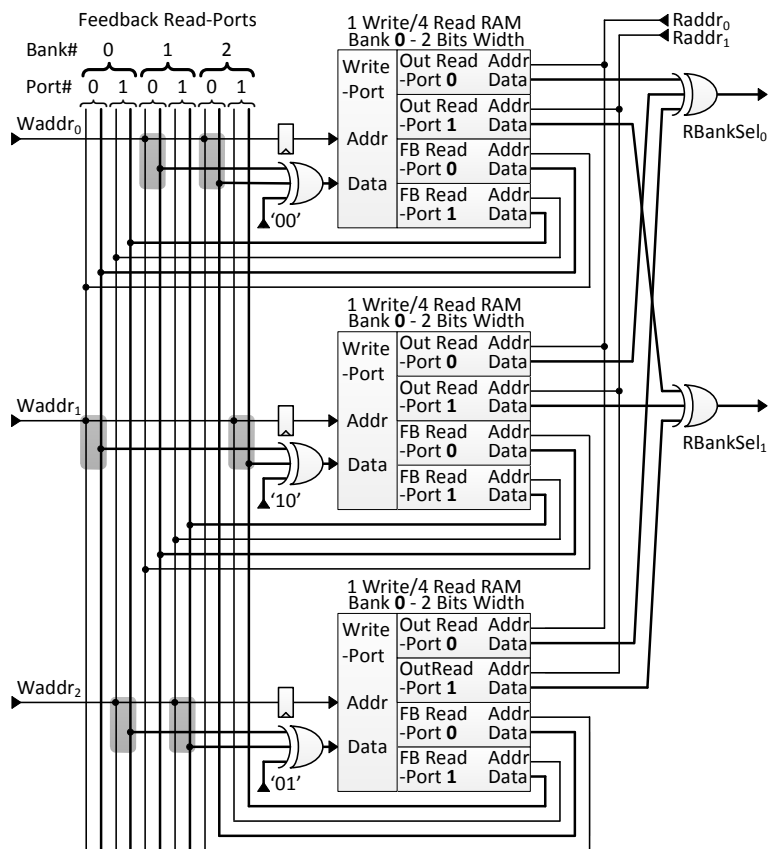 Feedback Read-Ports
Bank# 0 1 2
Port# 0 1 0 1 0 1
Raddr0
Raddr1
1 Write/4 Read RAM
Bank 0 - 2 Bits Width
Write
-Port
Addr
Data
Out Read Addr
-Port 0 Data
Out Read Addr
-Port 1 Data
FB Read Addr
-Port 0 Data
FB Read Addr
-Port 1 Data
Waddr0
'00'
RBankSel0
1 Write/4 Read RAM
Bank 0 - 2 Bits Width
Write
-Port
Addr
Data
Out Read Addr
-Port 0 Data
Out Read Addr
-Port 1 Data
FB Read Addr
-Port 0 Data
FB Read Addr
-Port 1 Data
Waddr1
'10'
RBankSel1
1 Write/4 Read RAM
Bank 0 - 2 Bits Width
Write
-Port
Addr
Data
Out Read Addr
-Port 0 Data
OutRead Addr
-Port 1 Data
FB Read Addr
-Port 0 Data
FB Read Addr
-Port 1 Data
Waddr2
'01'